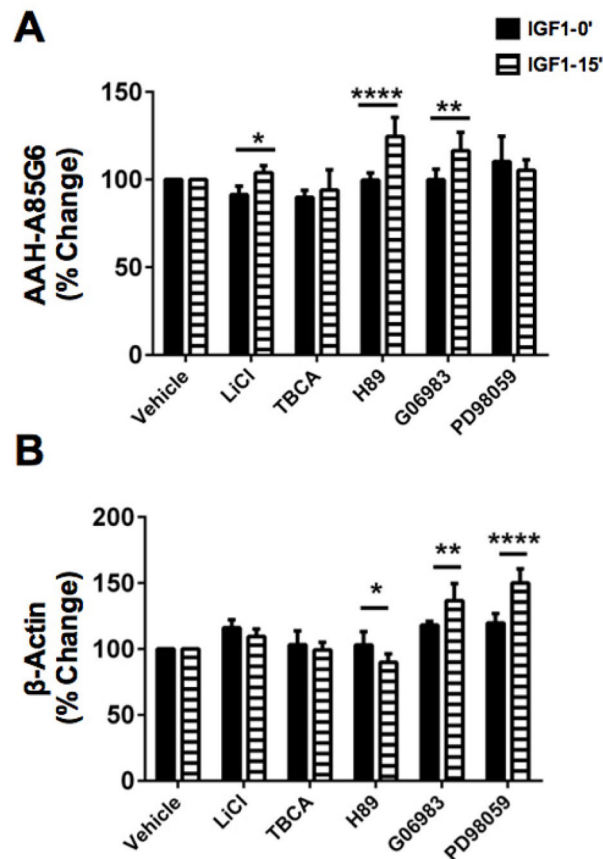 A
IGF1-0'
IGF1-15'
AAH-A85G6
(% Change)
150
100
50
0
*
****
**
Vehicle
LiCl
TBCA
H89
G06983
PD98059
B
β-Actin
(% Change)
200
150
100
50
0
*
**
****
Vehicle
LiCl
TBCA
H89
G06983
PD98059